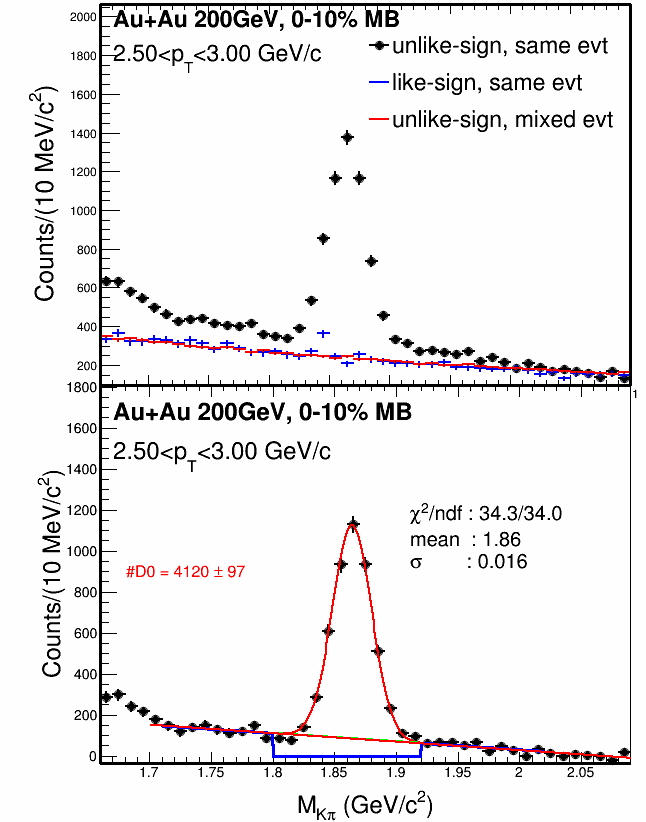 Au+Au 200GeV, 0-10% MB
2.50<p_T<3.00 GeV/c
unlike-sign, same evt
like-sign, same evt
unlike-sign, mixed evt
Counts/(10 MeV/c²)
2000
1800
1600
1400
1200
1000
800
600
400
200
1
Au+Au 200GeV, 0-10% MB
2.50<p_T<3.00 GeV/c
χ²/ndf : 34.3/34.0
mean : 1.86
σ : 0.016
#D0 = 4120 ± 97
Counts/(10 MeV/c²)
1800
1600
1400
1200
1000
800
600
400
200
0
1.7 1.75 1.8 1.85 1.9 1.95 2 2.05
M_Kπ (GeV/c²)